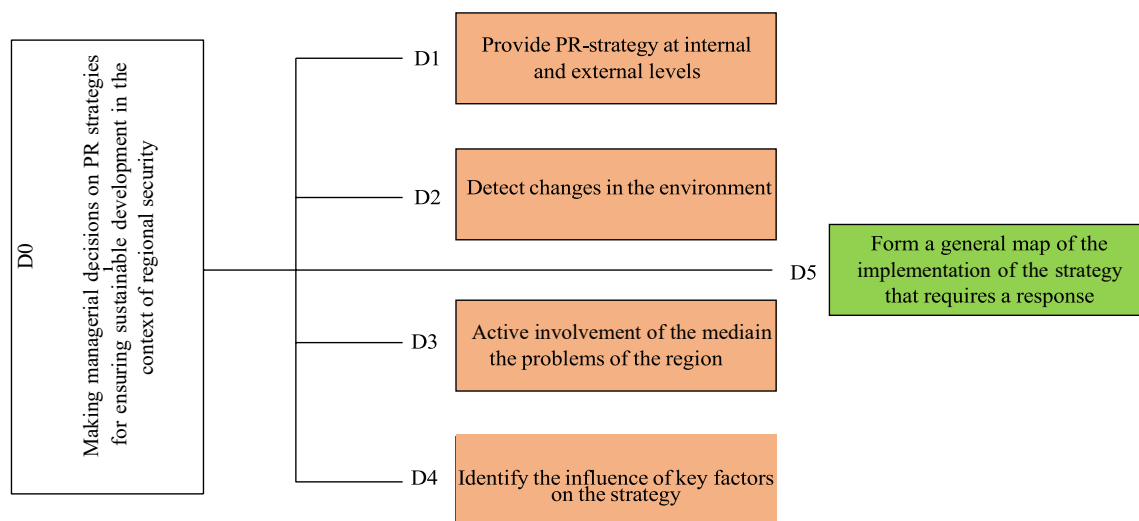 D0
Making managerial decisions on PR strategies
for ensuring sustainable development in the
context of regional security
D1
Provide PR-strategy at internal
and external levels
D2
Detect changes in the environment
D3
Active involvement of the mediain
the problems of the region
D4
Identify the influence of key factors
on the strategy
D5
Form a general map of the
implementation of the strategy
that requires a response